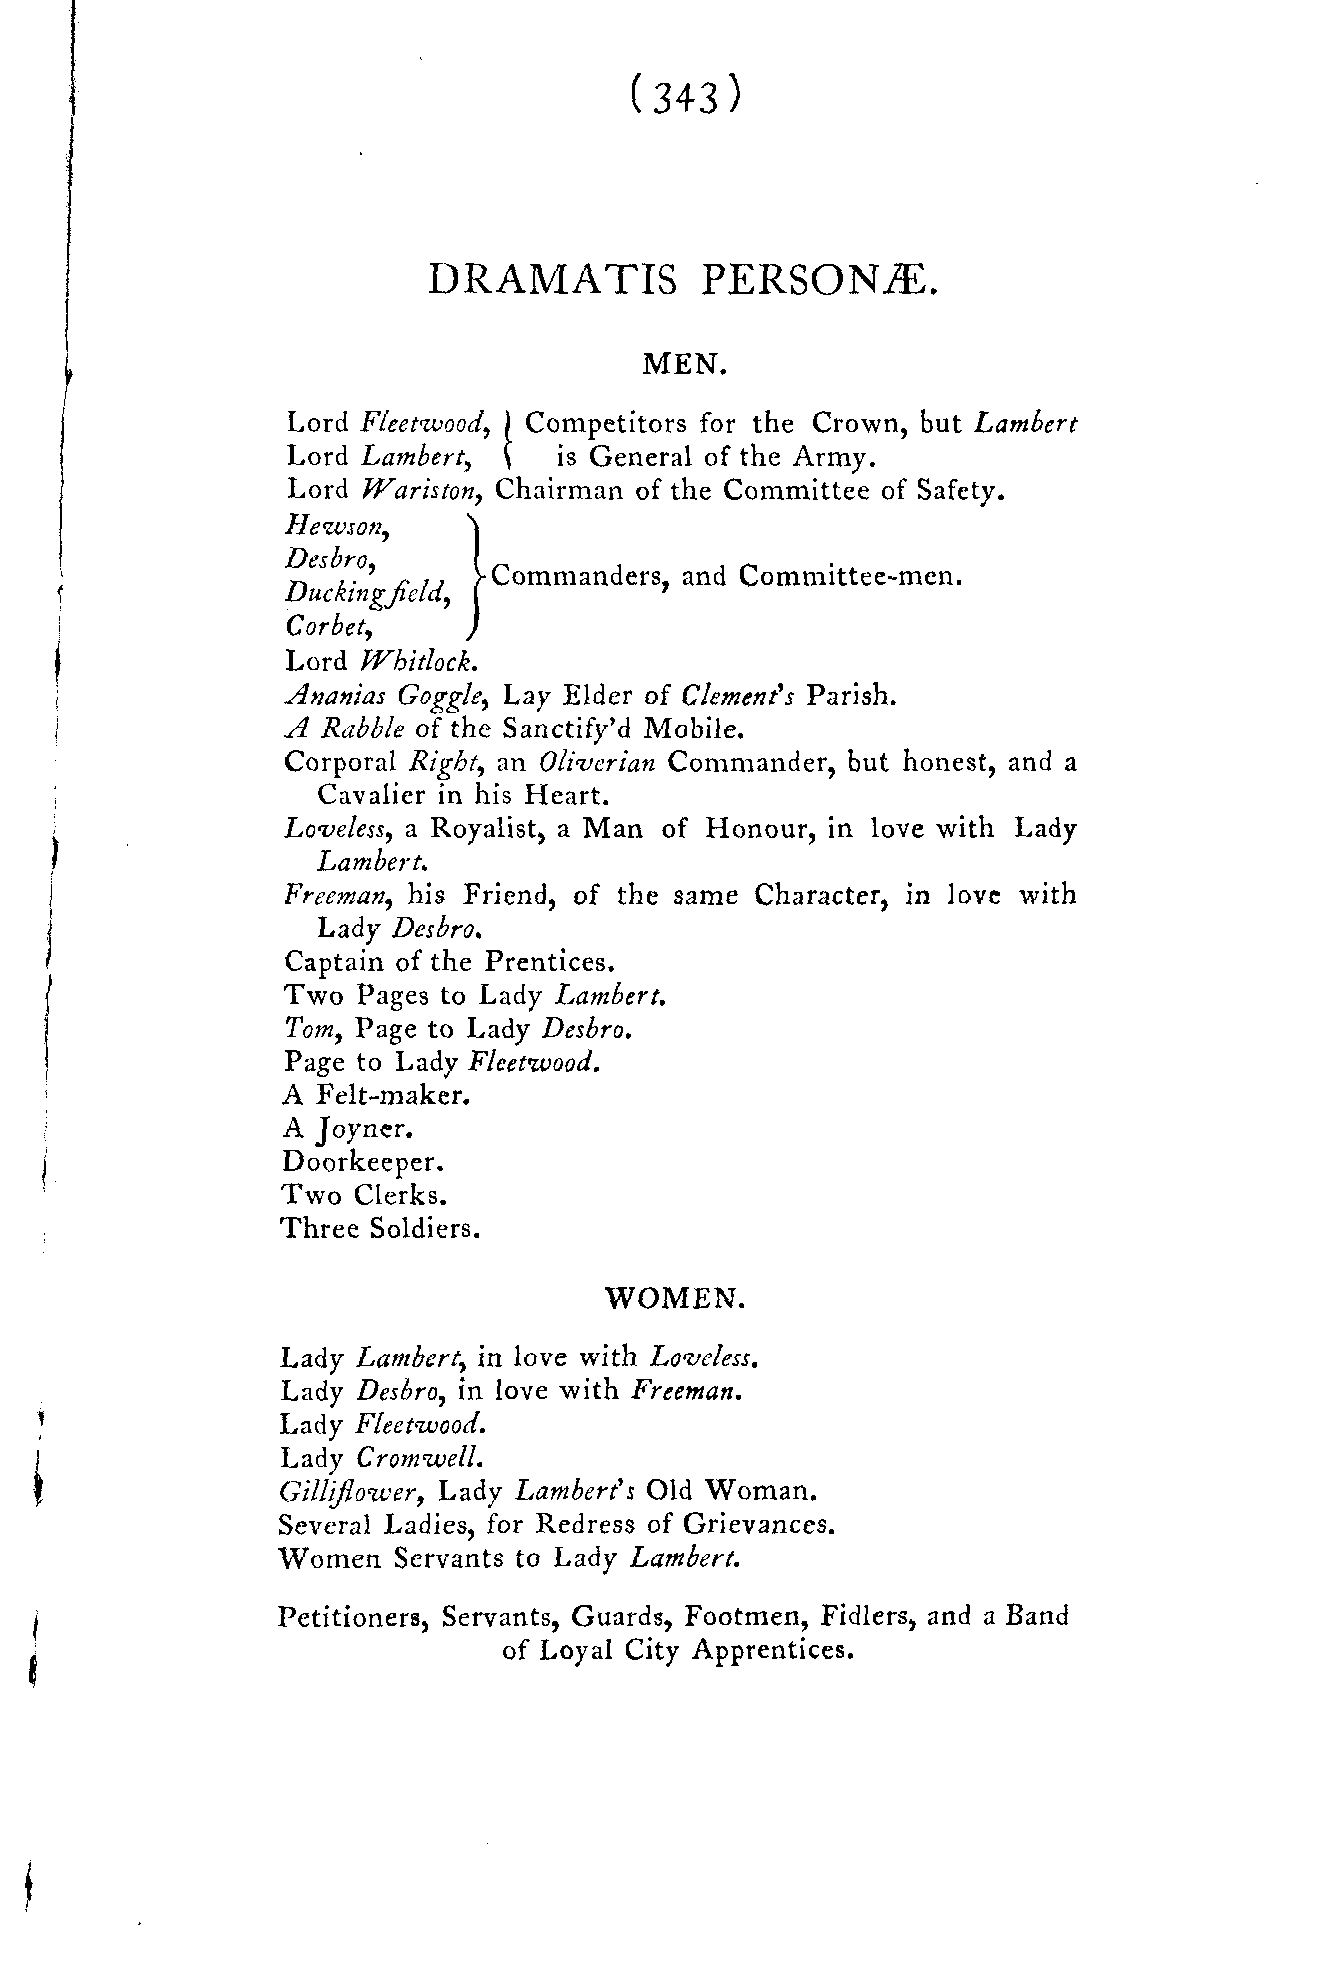 (343)
DRAMATIS PERSONÆ.
MEN.
Lord Fleetwood, } Competitors for the Crown, but Lambert
Lord Lambert, } is General of the Army.
Lord Wariston, Chairman of the Committee of Safety.
Hewson,
Desbro,
Duckingfield,
Corbet,
} Commanders, and Committee-men.
Lord Whitlock.
Ananias Goggle, Lay Elder of Clement's Parish.
A Rabble of the Sanctify'd Mobile.
Corporal Right, an Oliverian Commander, but honest, and a
Cavalier in his Heart.
Loveless, a Royalist, a Man of Honour, in love with Lady
Lambert.
Freeman, his Friend, of the same Character, in love with
Lady Desbro.
Captain of the Prentices.
Two Pages to Lady Lambert.
Tom, Page to Lady Desbro.
Page to Lady Fleetwood.
A Felt-maker.
A Joyner.
Doorkeeper.
Two Clerks.
Three Soldiers.
WOMEN.
Lady Lambert, in love with Loveless.
Lady Desbro, in love with Freeman.
Lady Fleetwood.
Lady Cromwell.
Gilliflower, Lady Lambert's Old Woman.
Several Ladies, for Redress of Grievances.
Women Servants to Lady Lambert.
Petitioners, Servants, Guards, Footmen, Fidlers, and a Band
of Loyal City Apprentices.